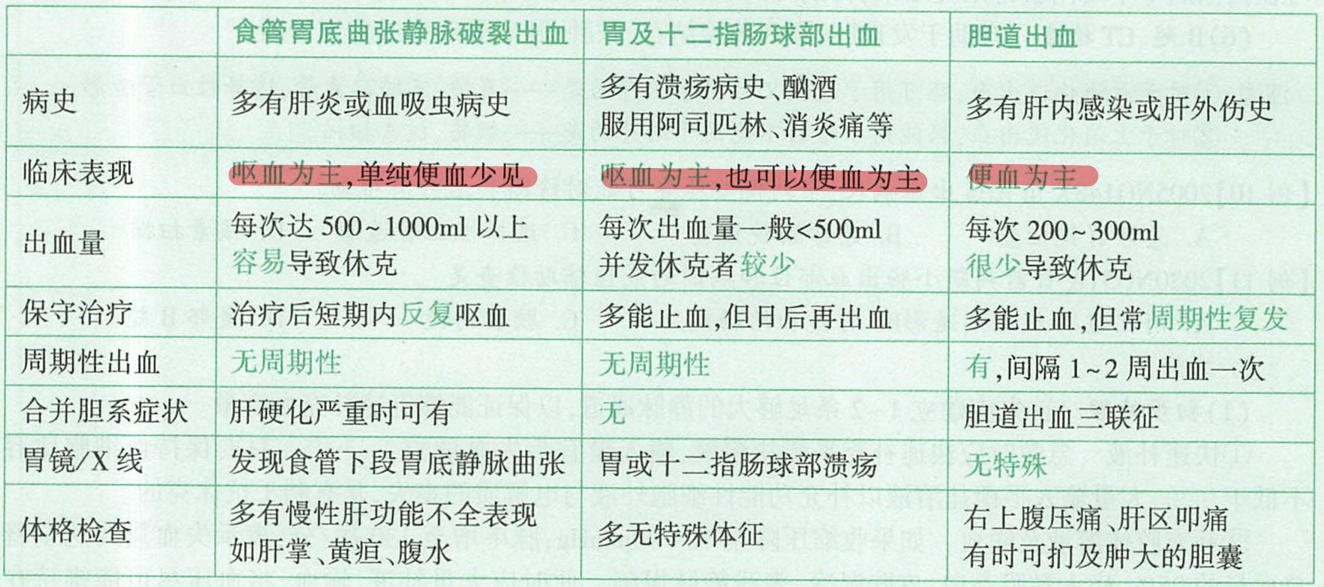 食管胃底曲张静脉破裂出血 胃及十二指肠球部出血 胆道出血
病史 多有肝炎或血吸虫病史 多有溃疡病史、酗酒 多有肝内感染或肝外伤史
服用阿司匹林、消炎痛等
临床表现 呕血为主,单纯便血少见 呕血为主,也可以便血为主 便血为主
出血量 每次达 500~1000ml 以上 每次出血量一般<500ml 每次 200~300ml
容易导致休克 并发休克者较少 很少导致休克
保守治疗 治疗后短期内反复呕血 多能止血,但日后再出血 多能止血,但常周期性复发
周期性出血 无周期性 无周期性 有,间隔 1~2 周出血一次
合并胆系症状 肝硬化严重时可有 无 胆道出血三联征
胃镜/X 线 发现食管下段胃底静脉曲张 胃或十二指肠球部溃疡 无特殊
体格检查 多有慢性肝功能不全表现 多无特殊体征 右上腹压痛、肝区叩痛
如肝掌、黄疸、腹水 有时可扪及肿大的胆囊